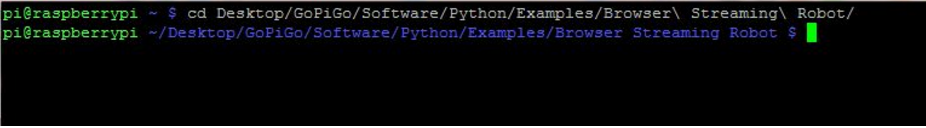 pi@raspberrypi ~ $ cd Desktop/GoPiGo/Software/Python/Examples/Browser\ Streaming\ Robot/
pi@raspberrypi ~/Desktop/GoPiGo/Software/Python/Examples/Browser Streaming Robot $